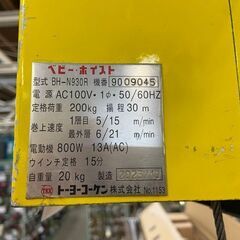 ベビーホイスト
型式 BH-N930R 機番 9009045
電源 AC100V・1φ・50/60HZ
定格荷重 200kg 揚程 30m
巻上速度 1層目 5/15 m/min
最外層 6/21 m/min
電動機 800W 13A(AC)
ウインチ定格 15分
自重 20kg 製造
TKK トーヨーコーケン株式会社 No.1153